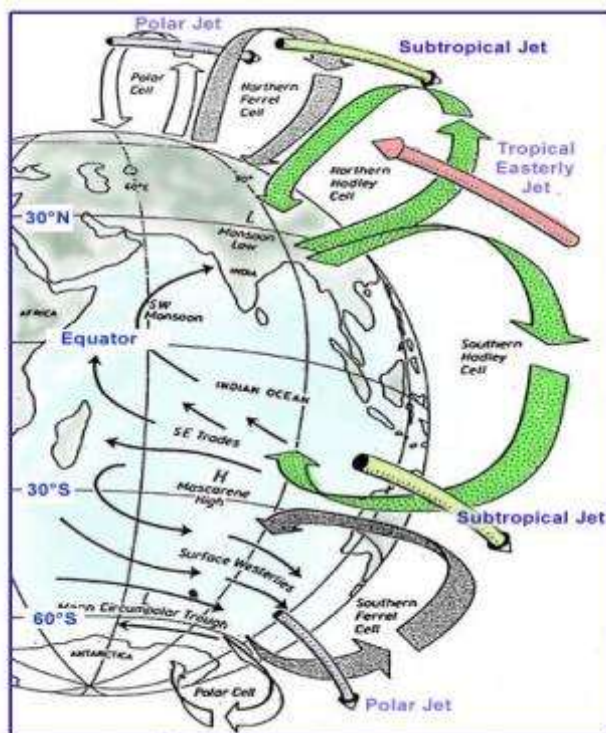 Polar Jet
Subtropical Jet
Polar
Cell
Northern
Ferrel Cell
Tropical
Easterly
Jet
Northern
Hadley
Cell
60°E
90°
30°N
L
Monsoon
Low
INDIA
SW
Monsoon
AFRICA
Equator
Southern
Hadley
Cell
INDIAN OCEAN
SE Trades
H
Mascarene
High
30°S
Subtropical Jet
Surface Westerlies
L
Circumpolar Trough
60°S
Southern
Ferrel
Cell
ANTARCTICA
Polar Cell
Polar Jet